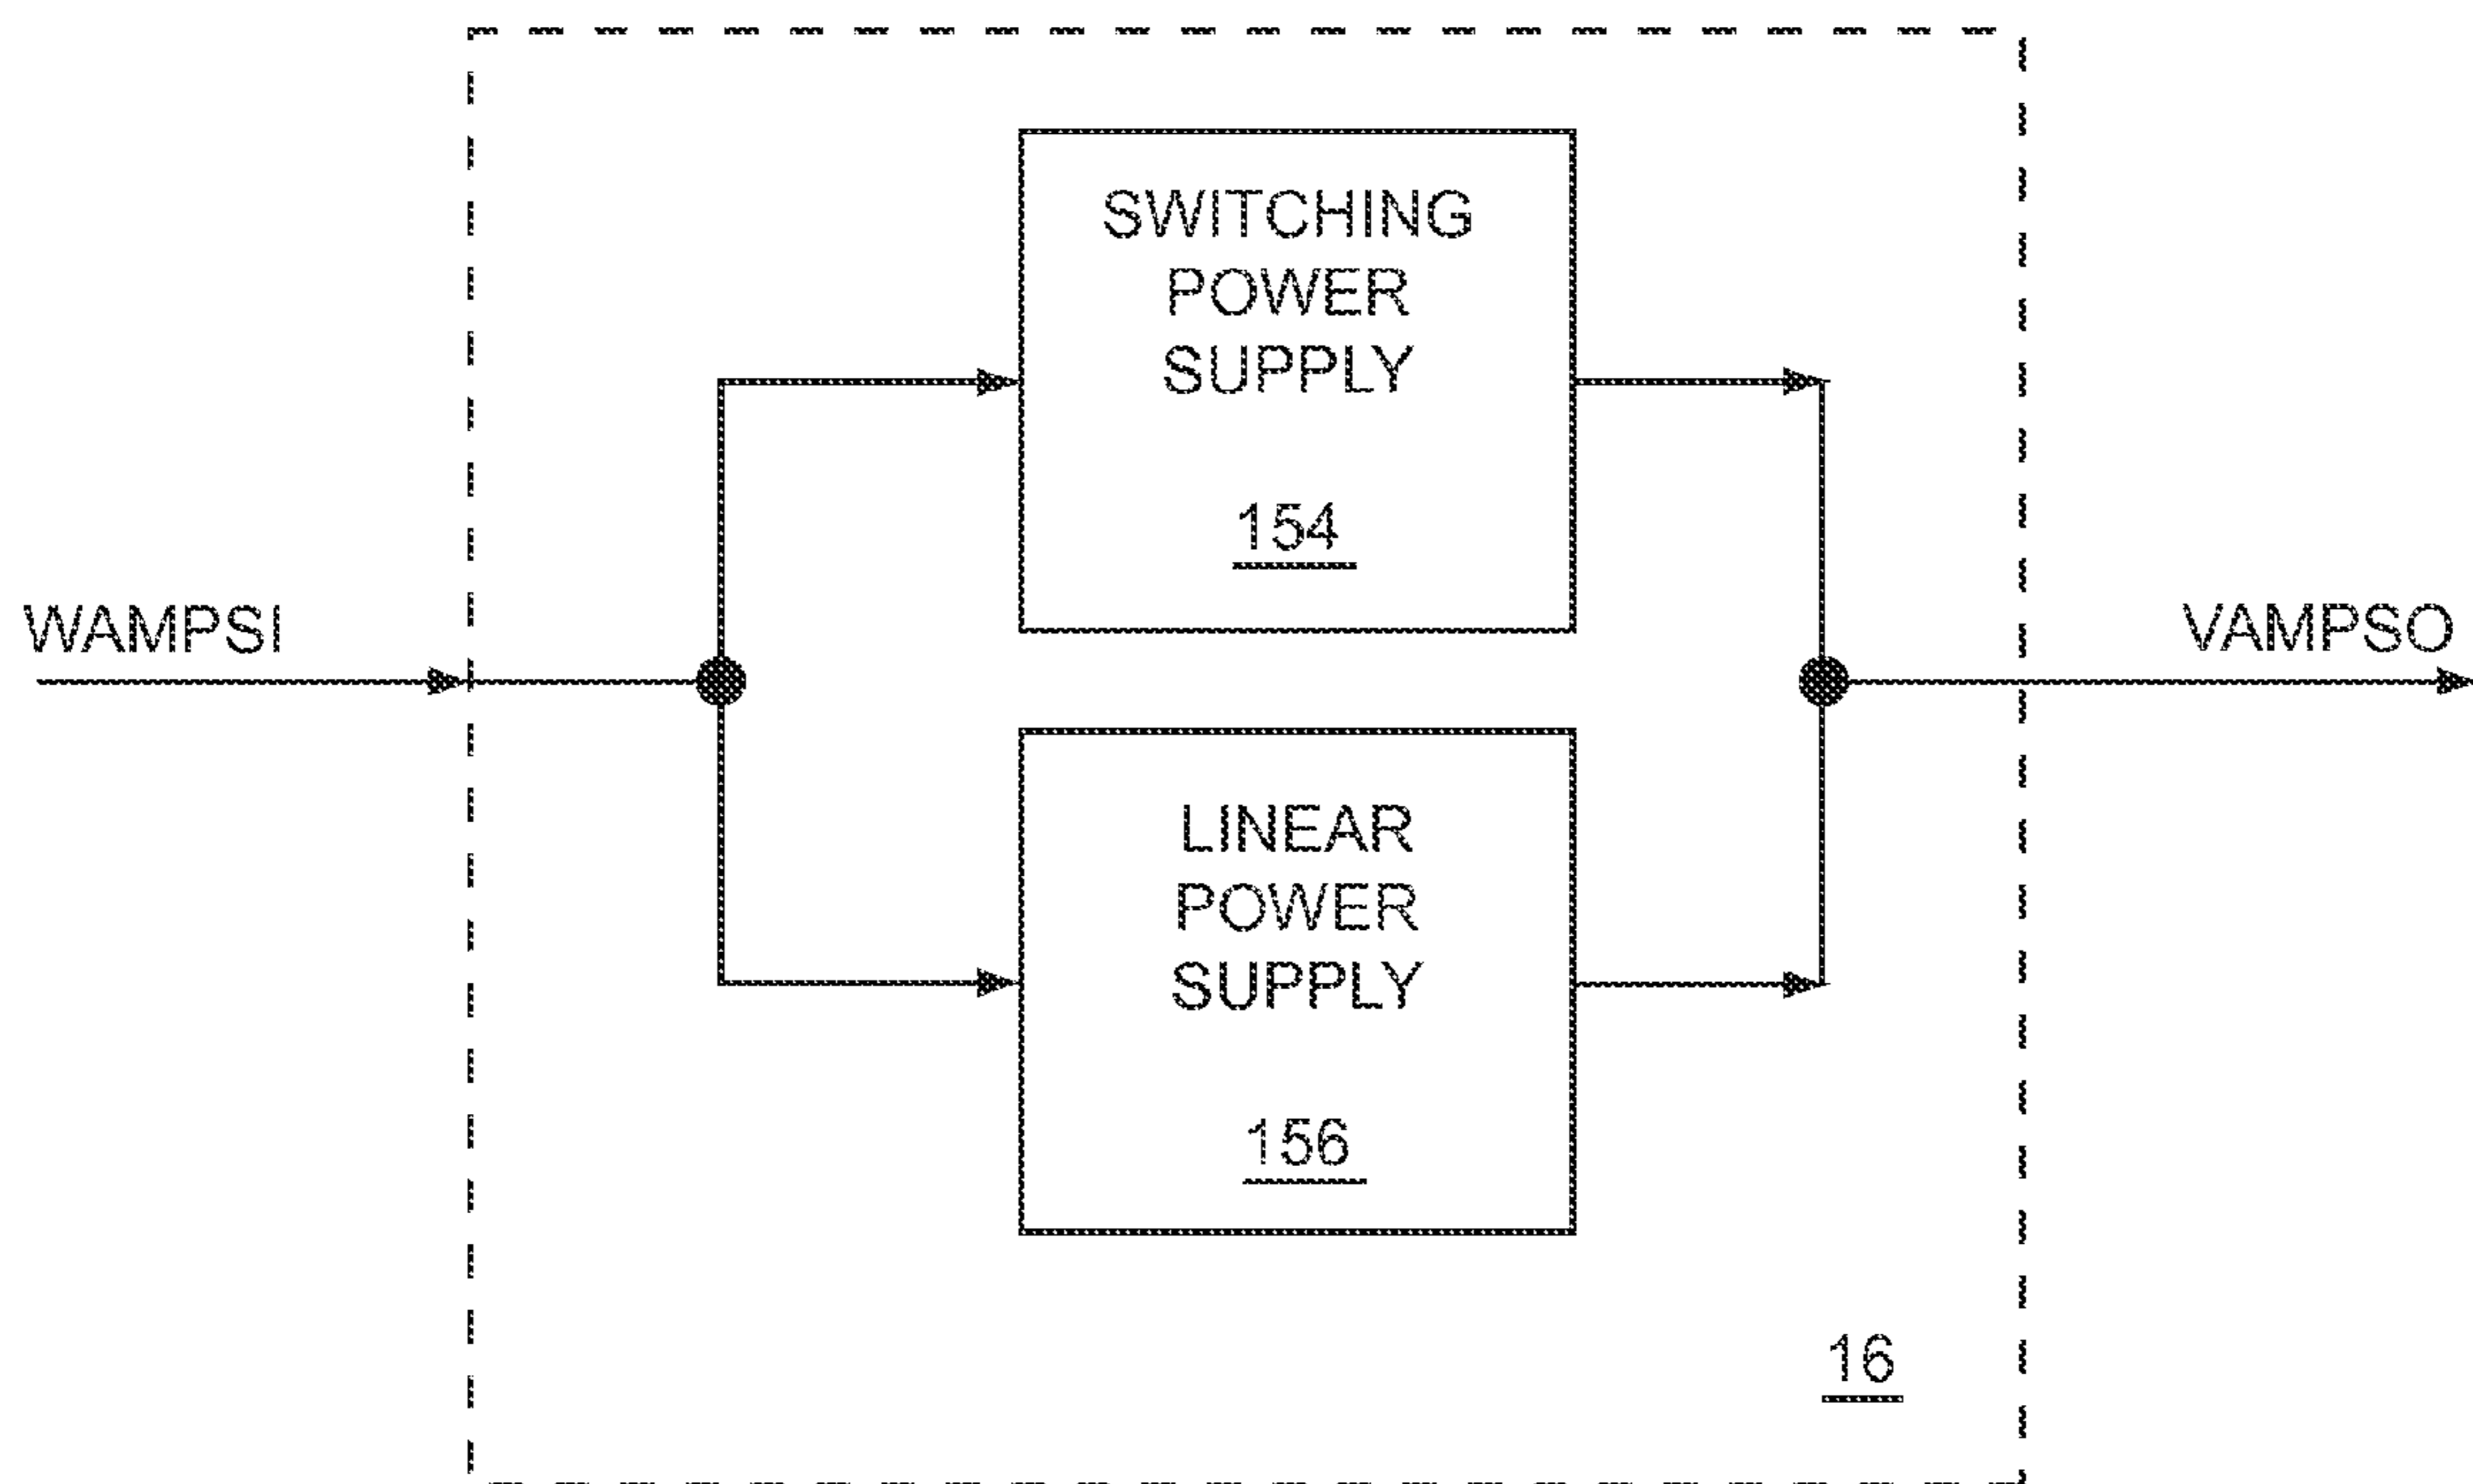 SWITCHING
POWER
SUPPLY
154
WAMPSI
VAMPSO
LINEAR
POWER
SUPPLY
156
16